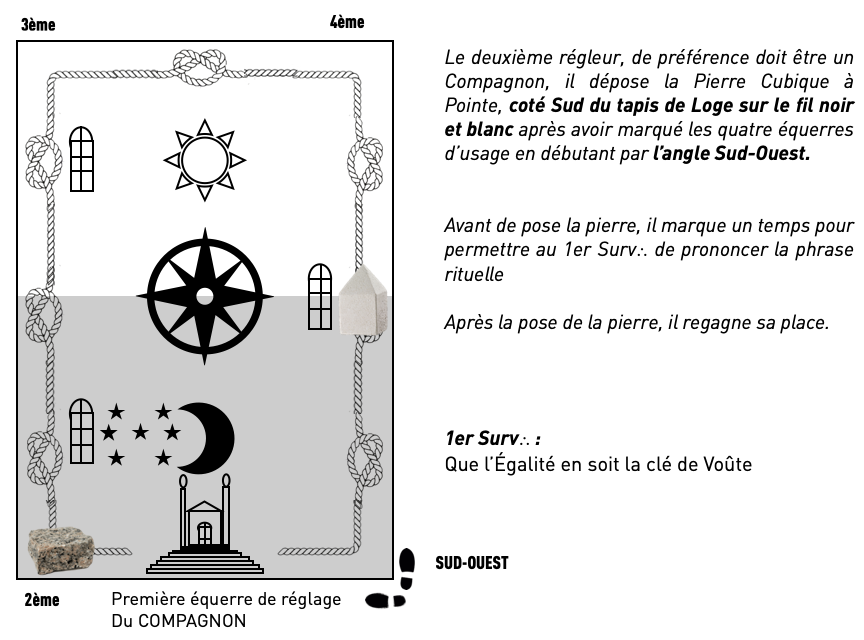 3ème
4ème
Le deuxième régleur, de préférence doit être un
Compagnon, il dépose la Pierre Cubique à
Pointe, coté Sud du tapis de Loge sur le fil noir
et blanc après avoir marqué les quatre équerres
d'usage en débutant par l'angle Sud-Ouest.
Avant de pose la pierre, il marque un temps pour
permettre au 1er Surv∴ de prononcer la phrase
rituelle
Après la pose de la pierre, il regagne sa place.
1er Surv∴ :
Que l'Égalité en soit la clé de Voûte
SUD-OUEST
2ème
Première équerre de réglage
Du COMPAGNON